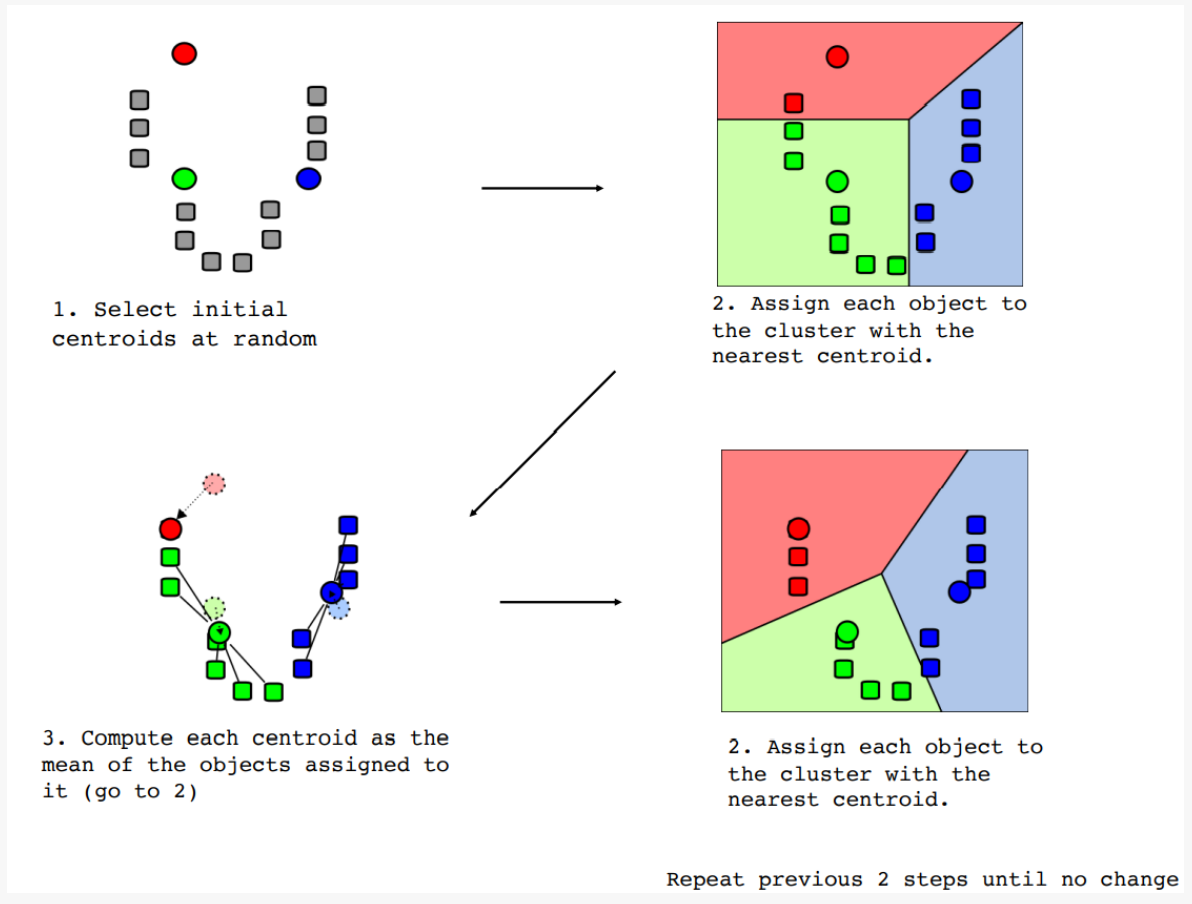 1. Select initial
centroids at random
2. Assign each object to
the cluster with the
nearest centroid.
3. Compute each centroid as the
mean of the objects assigned to
it (go to 2)
2. Assign each object to
the cluster with the
nearest centroid.
Repeat previous 2 steps until no change